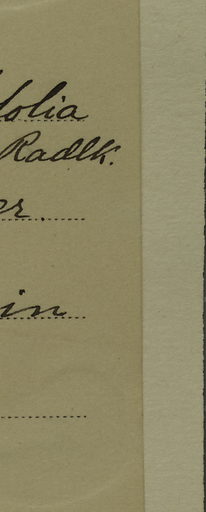 folia
Radlk.
er.
in